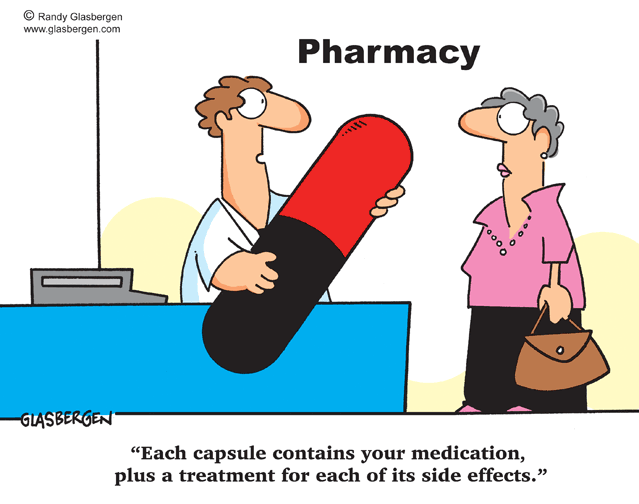 © Randy Glasbergen
www.glasbergen.com
Pharmacy
GLASBERGEN
“Each capsule contains your medication,
plus a treatment for each of its side effects.”